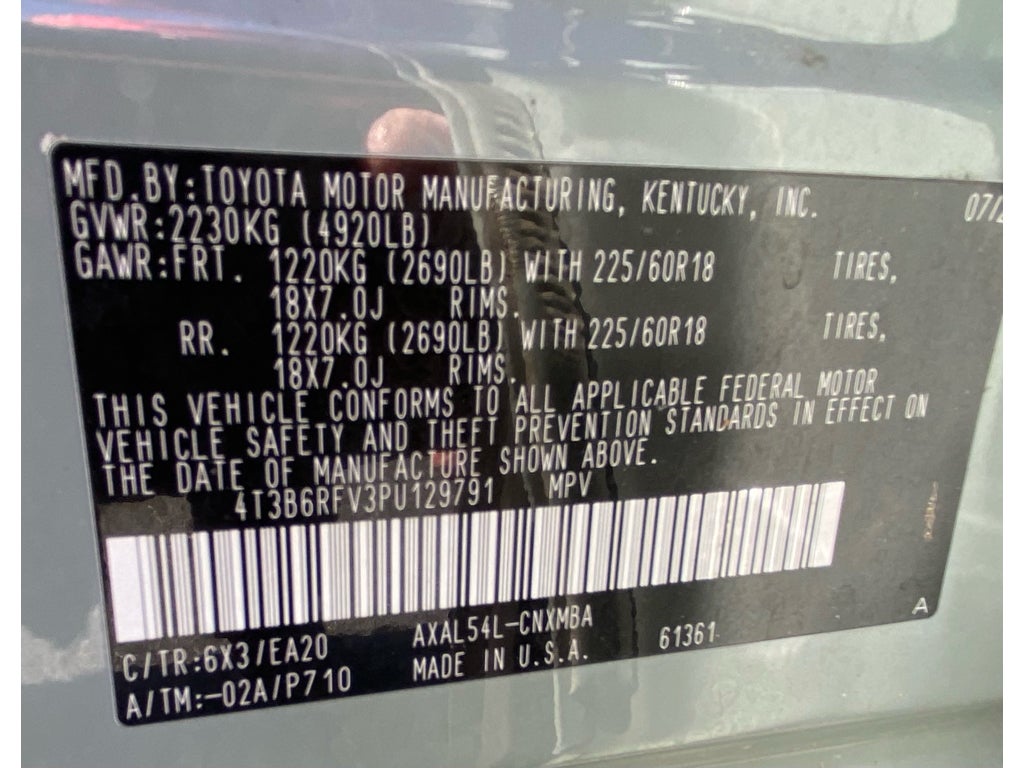 MFD.BY:TOYOTA MOTOR MANUFACTURING, KENTUCKY, INC. 07/2
GVWR:2230KG (4920LB)
GAWR:FRT. 1220KG (2690LB) WITH 225/60R18 TIRES,
18X7.0J RIMS.
RR. 1220KG (2690LB) WITH 225/60R18 TIRES,
18X7.0J RIMS.
THIS VEHICLE CONFORMS TO ALL APPLICABLE FEDERAL MOTOR
VEHICLE SAFETY AND THEFT PREVENTION STANDARDS IN EFFECT ON
THE DATE OF MANUFACTURE SHOWN ABOVE.
4T3B6RFV3PU129791 MPV
A
C/TR:6X3/EA20 AXAL54L-CNXMBA 61361
A/TM:-02A/P710 MADE IN U.S.A.